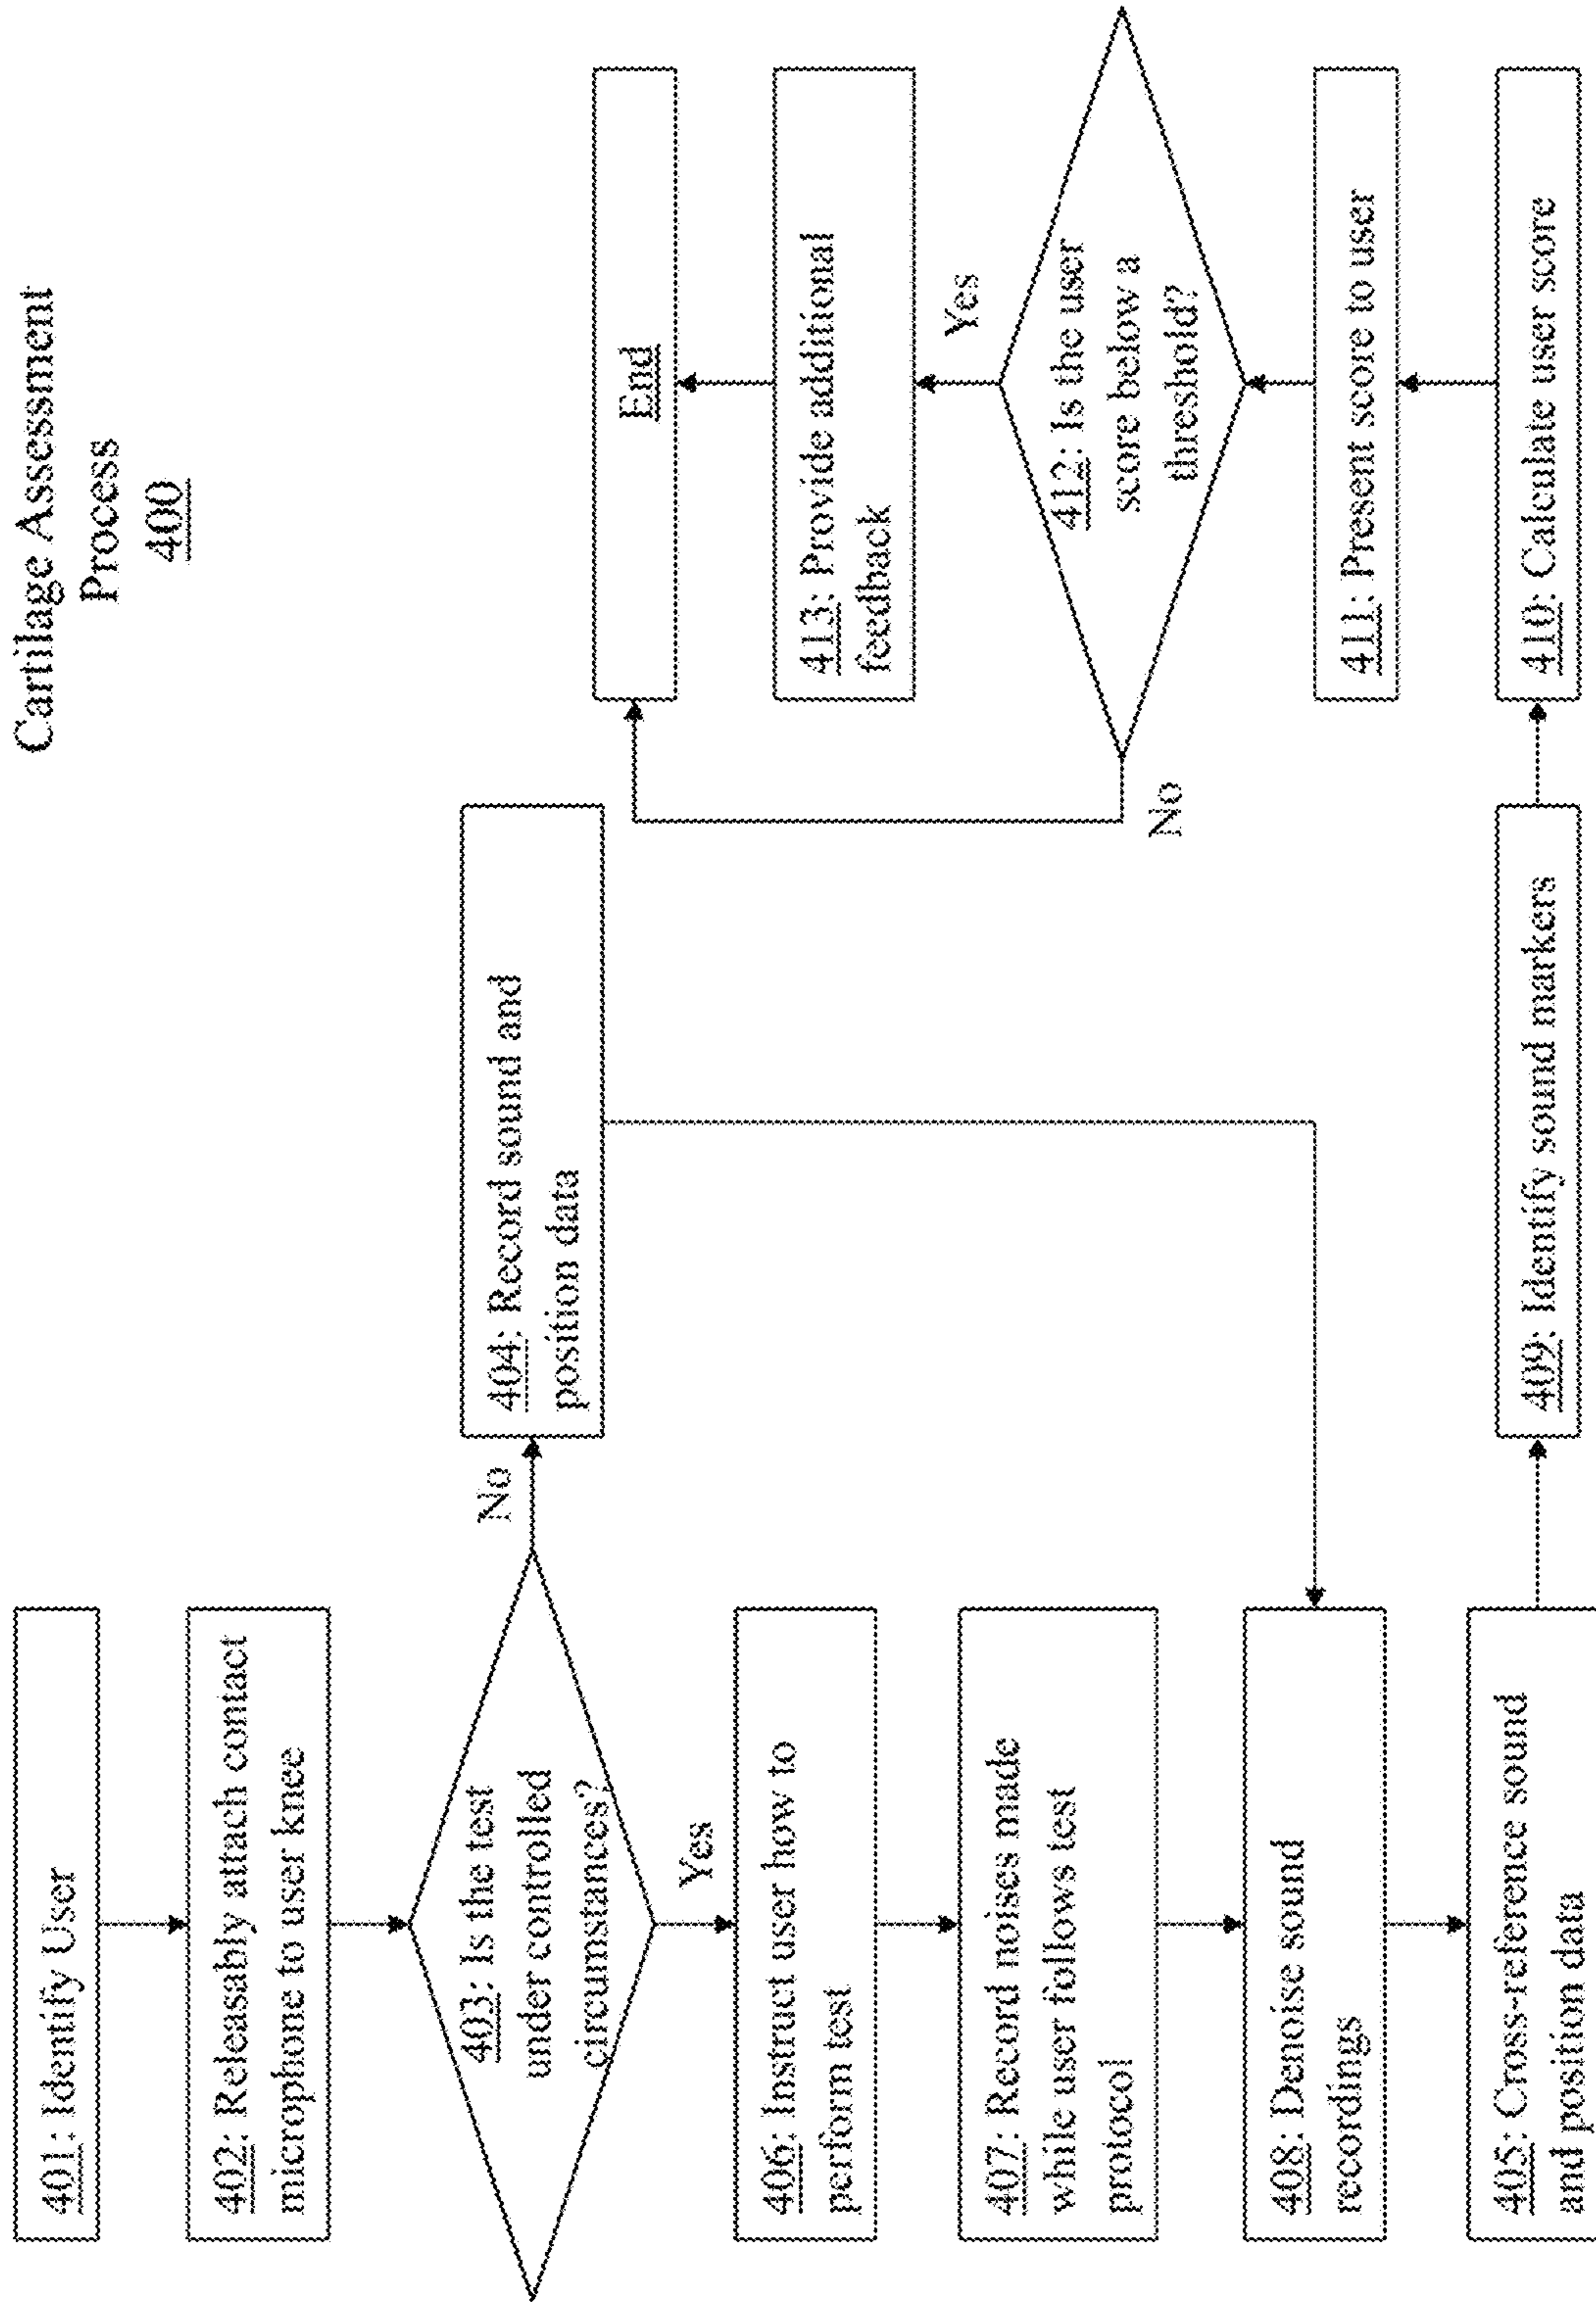 Cartilage Assessment
Process
400
401: Identify User
402: Releasably attach contact
microphone to user knee
403: Is the test
under controlled
circumstances?
No
404: Record sound and
position data
Yes
406: Instruct user how to
perform test
407: Record noises made
while user follows test
protocol
408: Denoise sound
recordings
405: Cross-reference sound
and position data
409: Identify sound markers
410: Calculate user score
411: Present score to user
412: Is the user
score below a
threshold?
No
Yes
413: Provide additional
feedback
End